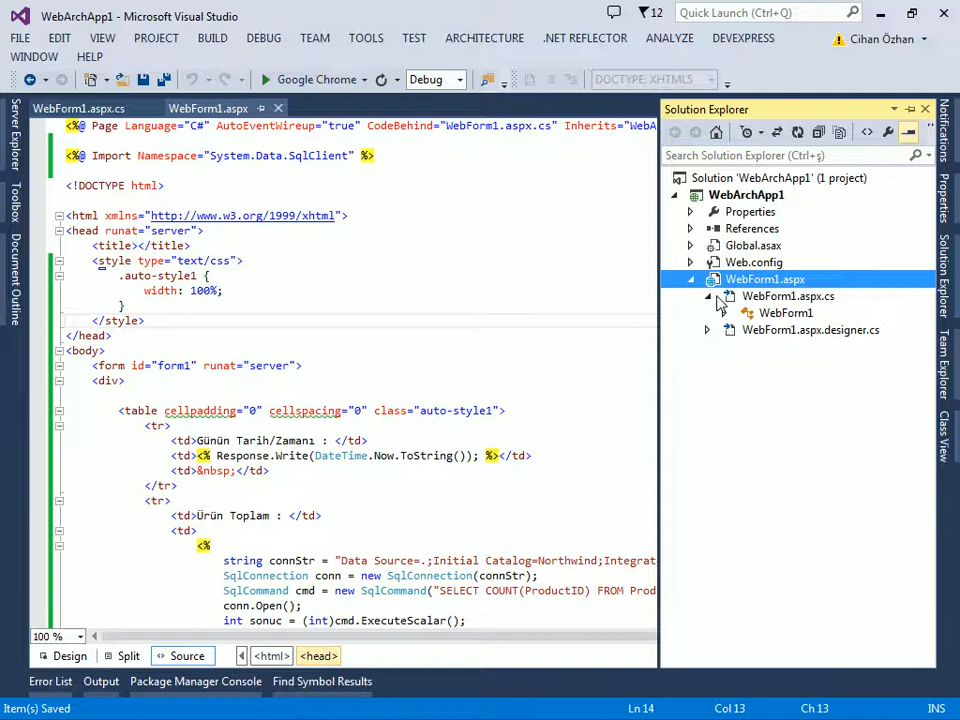 WebArchApp1 - Microsoft Visual Studio
12
Quick Launch (Ctrl+Q)
FILE EDIT VIEW PROJECT BUILD DEBUG TEAM TOOLS TEST ARCHITECTURE .NET REFLECTOR ANALYZE DEVEXPRESS
Cihan Özhan
WINDOW HELP
Google Chrome
Debug
DOCTYPE: XHTML5
Server Explorer
Toolbox
Document Outline
WebForm1.aspx.cs
WebForm1.aspx
<%@ Page Language="C#" AutoEventWireup="true" CodeBehind="WebForm1.aspx.cs" Inherits="WebA
<%@ Import Namespace="System.Data.SqlClient" %>
<!DOCTYPE html>
<html xmlns="http://www.w3.org/1999/xhtml">
<head runat="server">
<title></title>
<style type="text/css">
.auto-style1 {
width: 100%;
}
</style>
</head>
<body>
<form id="form1" runat="server">
<div>
<table cellpadding="0" cellspacing="0" class="auto-style1">
<tr>
<td>Günün Tarih/Zamanı : </td>
<td><% Response.Write(DateTime.Now.ToString()); %></td>
<td>&nbsp;</td>
</tr>
<tr>
<td>Ürün Toplam : </td>
<td>
<%
string connStr = "Data Source=.;Initial Catalog=Northwind;Integrat
SqlConnection conn = new SqlConnection(connStr);
SqlCommand cmd = new SqlCommand("SELECT COUNT(ProductID) FROM Prod
conn.Open();
int sonuc = (int)cmd.ExecuteScalar();
100 %
Design
Split
Source
<html>
<head>
Solution Explorer
Search Solution Explorer (Ctrl+ş)
Solution 'WebArchApp1' (1 project)
WebArchApp1
Properties
References
Global.asax
Web.config
WebForm1.aspx
WebForm1.aspx.cs
WebForm1
WebForm1.aspx.designer.cs
Notifications
Properties
Solution Explorer
Team Explorer
Class View
Error List Output Package Manager Console Find Symbol Results
Item(s) Saved
Ln 14
Col 13
Ch 13
INS